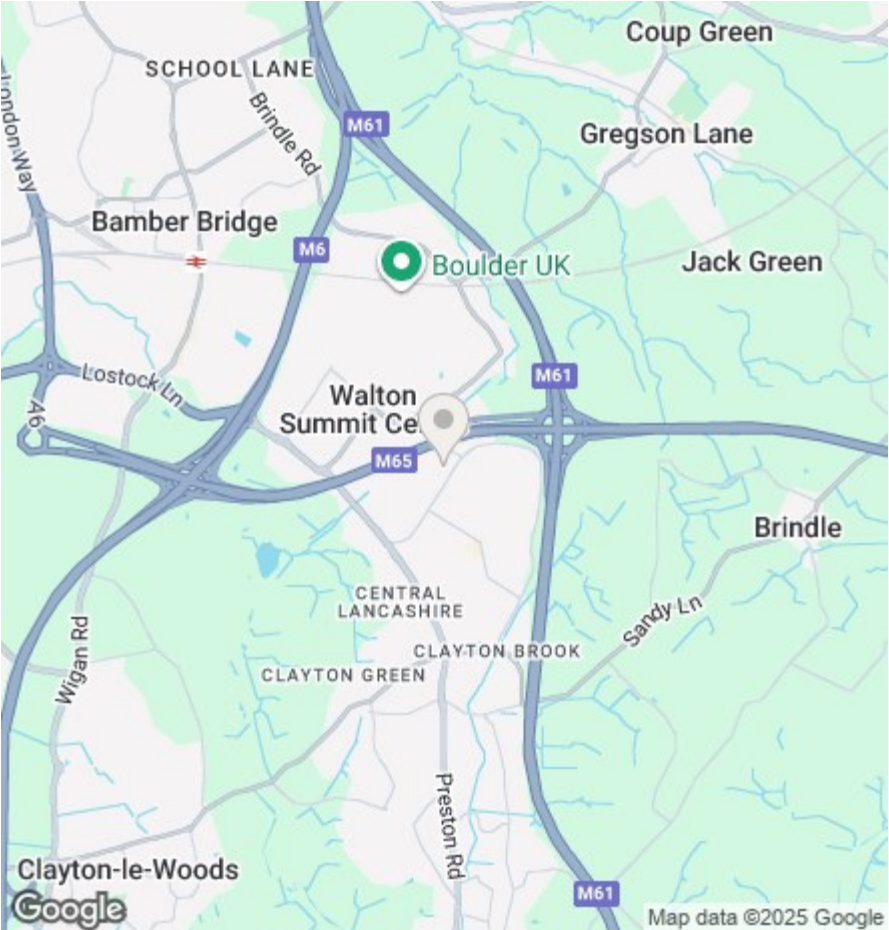 Coup Green
SCHOOL LANE
Brindle Rd
M61
Gregson Lane
London Way
Bamber Bridge
M6
Boulder UK
Jack Green
Lostock Ln
M61
Walton
Summit Ce
A6
M65
Brindle
CENTRAL
LANCASHIRE
Sandy Ln
CLAYTON BROOK
CLAYTON GREEN
Wigan Rd
Preston Rd
Clayton-le-Woods
M61
Google
Map data ©2025 Google